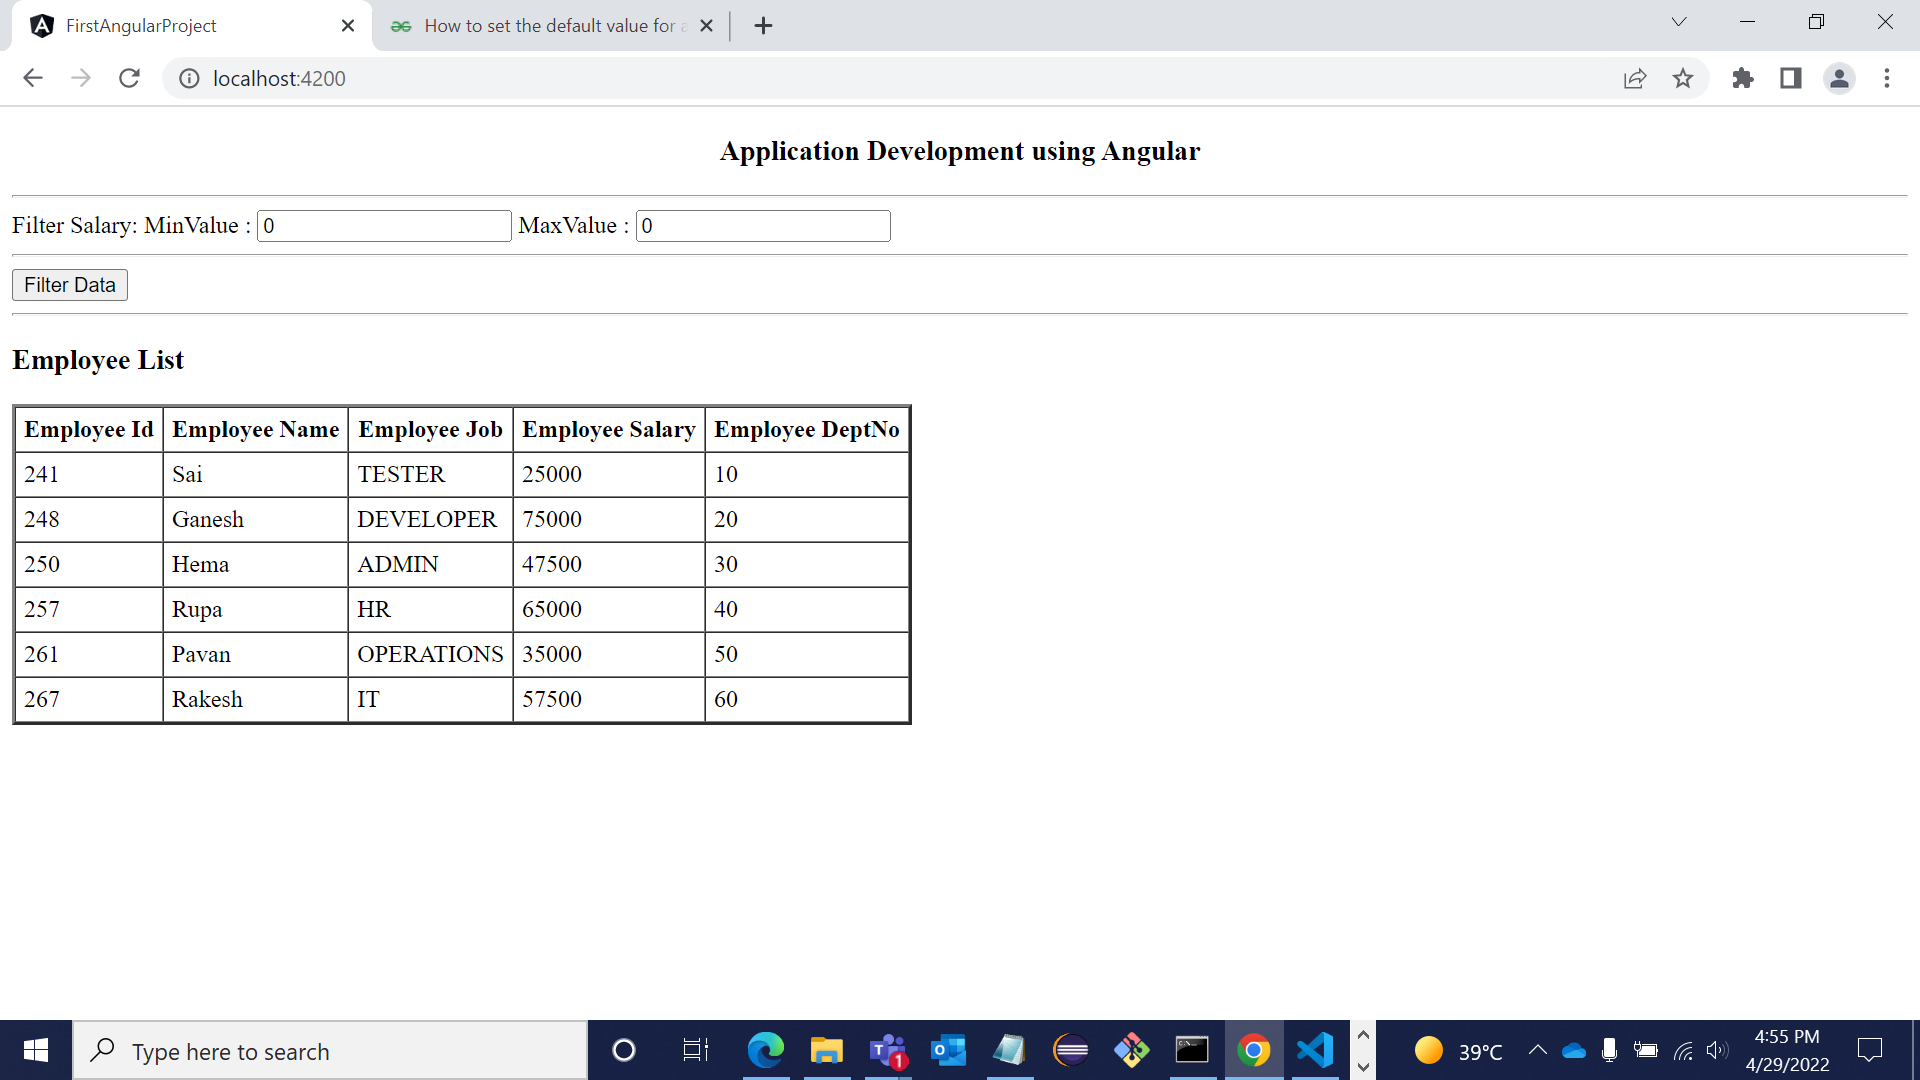 FirstAngularProject
How to set the default value for a
localhost:4200
Application Development using Angular
Filter Salary: MinValue : 0 MaxValue : 0
Filter Data
Employee List
Employee Id Employee Name Employee Job Employee Salary Employee DeptNo
241 Sai TESTER 25000 10
248 Ganesh DEVELOPER 75000 20
250 Hema ADMIN 47500 30
257 Rupa HR 65000 40
261 Pavan OPERATIONS 35000 50
267 Rakesh IT 57500 60
Type here to search
1
39°C
4:55 PM
4/29/2022